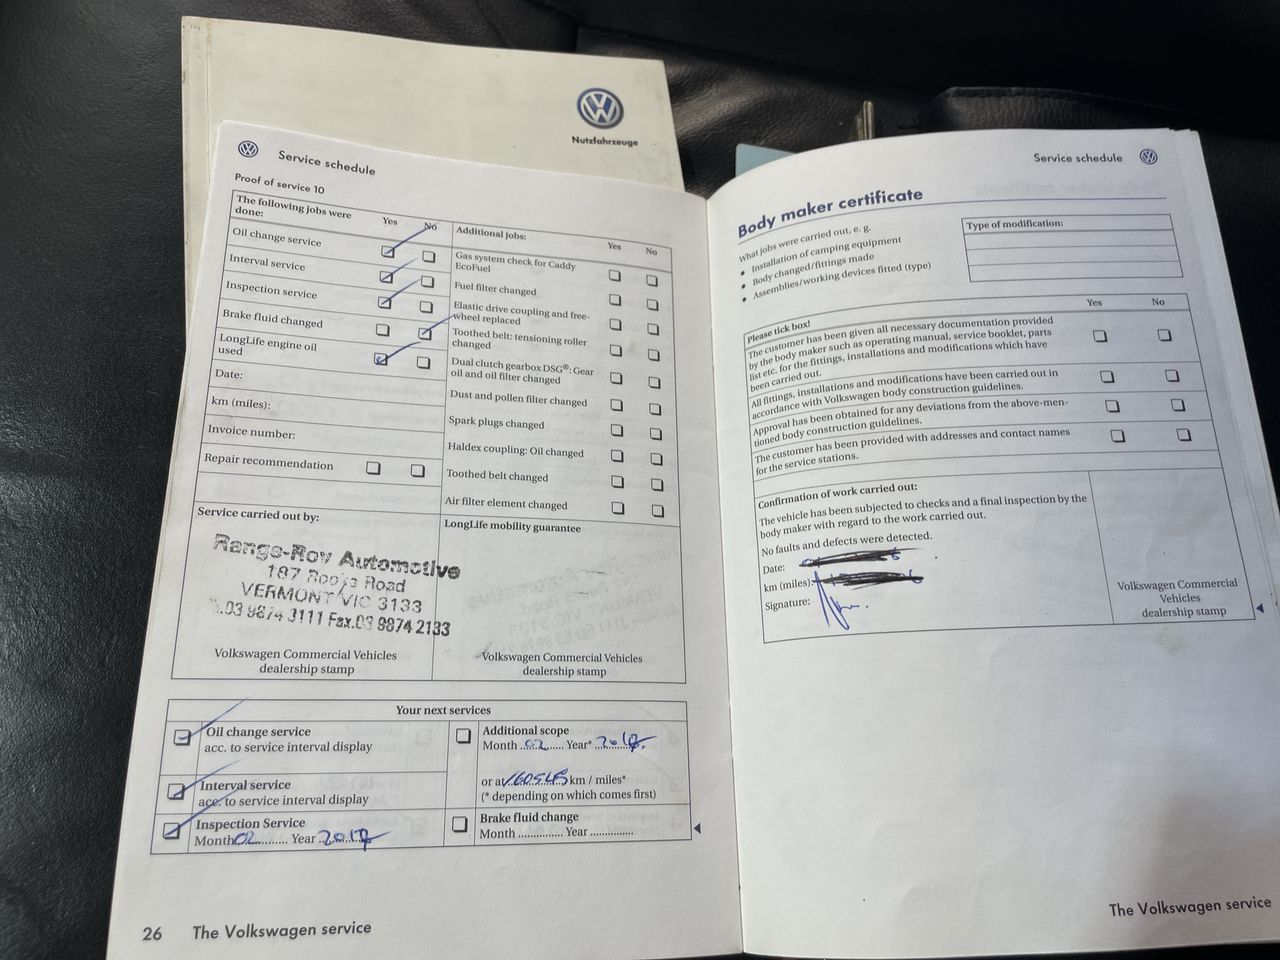 Nutzfahrzeuge
Service schedule
Proof of service 10
The following jobs were
done:
Yes
No
Oil change service
Interval service
Inspection service
Brake fluid changed
LongLife engine oil
used
Date:
km (miles):
Invoice number:
Repair recommendation
Additional jobs:
Yes
No
Gas system check for Caddy
EcoFuel
Fuel filter changed
Elastic drive coupling and free-
wheel replaced
Toothed belt: tensioning roller
changed
Dual clutch gearbox DSG®: Gear
oil and oil filter changed
Dust and pollen filter changed
Spark plugs changed
Haldex coupling: Oil changed
Toothed belt changed
Air filter element changed
Service carried out by:
Range-Rov Automotive
187 Rooks Road
VERMONT VIC 3133
03 9874 3111 Fax.03 9874 2133
Volkswagen Commercial Vehicles
dealership stamp
LongLife mobility guarantee
Volkswagen Commercial Vehicles
dealership stamp
Your next services
Oil change service
acc. to service interval display
Interval service
acc. to service interval display
Inspection Service
Month 02 Year
Additional scope
Month 02 Year*
or at km / miles*
(* depending on which comes first)
Brake fluid change
Month Year
26 The Volkswagen service
Service schedule
Body maker certificate
What jobs were carried out, e. g.
• Installation of camping equipment
• Body changed/fittings made
• Assemblies/working devices fitted (type)
Type of modification:
Please tick box!
Yes
No
The customer has been given all necessary documentation provided
by the body maker such as operating manual, service booklet, parts
list etc. for the fittings, installations and modifications which have
been carried out.
All fittings, installations and modifications have been carried out in
accordance with Volkswagen body construction guidelines.
Approval has been obtained for any deviations from the above-men-
tioned body construction guidelines.
The customer has been provided with addresses and contact names
for the service stations.
Confirmation of work carried out:
The vehicle has been subjected to checks and a final inspection by the
body maker with regard to the work carried out.
No faults and defects were detected.
Date:
km (miles):
Signature:
Volkswagen Commercial
Vehicles
dealership stamp
The Volkswagen service